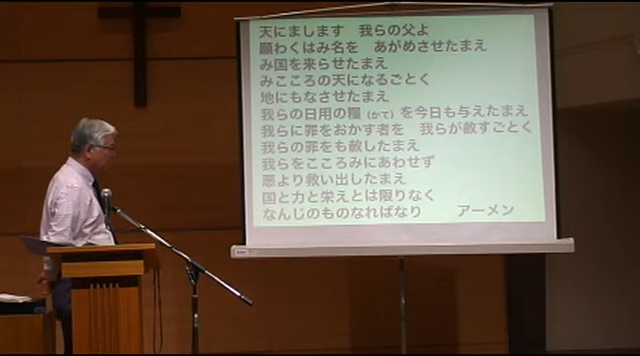 天にまします　我らの父よ
願わくはみ名を　あがめさせたまえ
み国を来らせたまえ
みこころの天になるごとく
地にもなさせたまえ
我らの日用の糧（かて）を今日も与えたまえ
我らに罪をおかす者を　我らが赦すごとく
我らの罪をも赦したまえ
我らをこころみにあわせず
悪より救い出したまえ
国と力と栄えとは限りなく
なんじのものなればなり　　アーメン